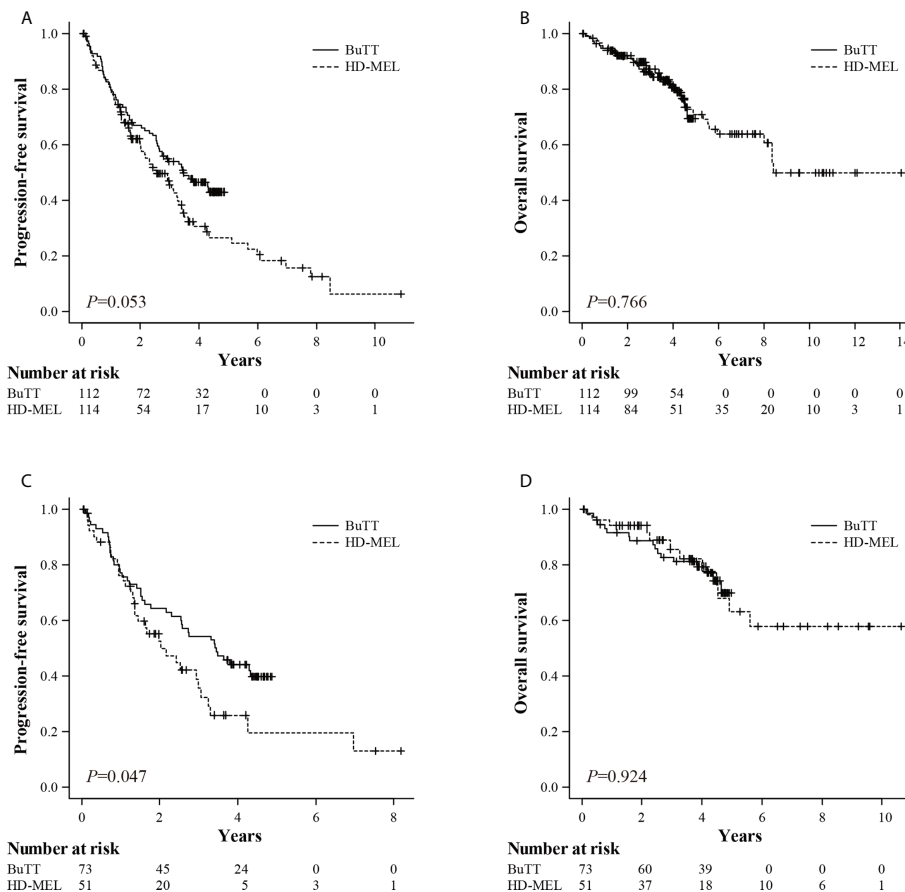 A
1.0
0.8
0.6
0.4
0.2
0.0
Progression-free survival
BuTT
HD-MEL
P=0.053
0 2 4 6 8 10
Years
Number at risk
BuTT 112 72 32 0 0 0
HD-MEL 114 54 17 10 3 1
B
1.0
0.8
0.6
0.4
0.2
0.0
Overall survival
BuTT
HD-MEL
P=0.766
0 2 4 6 8 10 12 14
Years
Number at risk
BuTT 112 99 54 0 0 0 0 0
HD-MEL 114 84 51 35 20 10 3 1
C
1.0
0.8
0.6
0.4
0.2
0.0
Progression-free survival
BuTT
HD-MEL
P=0.047
0 2 4 6 8
Years
Number at risk
BuTT 73 45 24 0 0
HD-MEL 51 20 5 3 1
D
1.0
0.8
0.6
0.4
0.2
0.0
Overall survival
BuTT
HD-MEL
P=0.924
0 2 4 6 8 10
Years
Number at risk
BuTT 73 60 39 0 0 0
HD-MEL 51 37 18 10 6 1